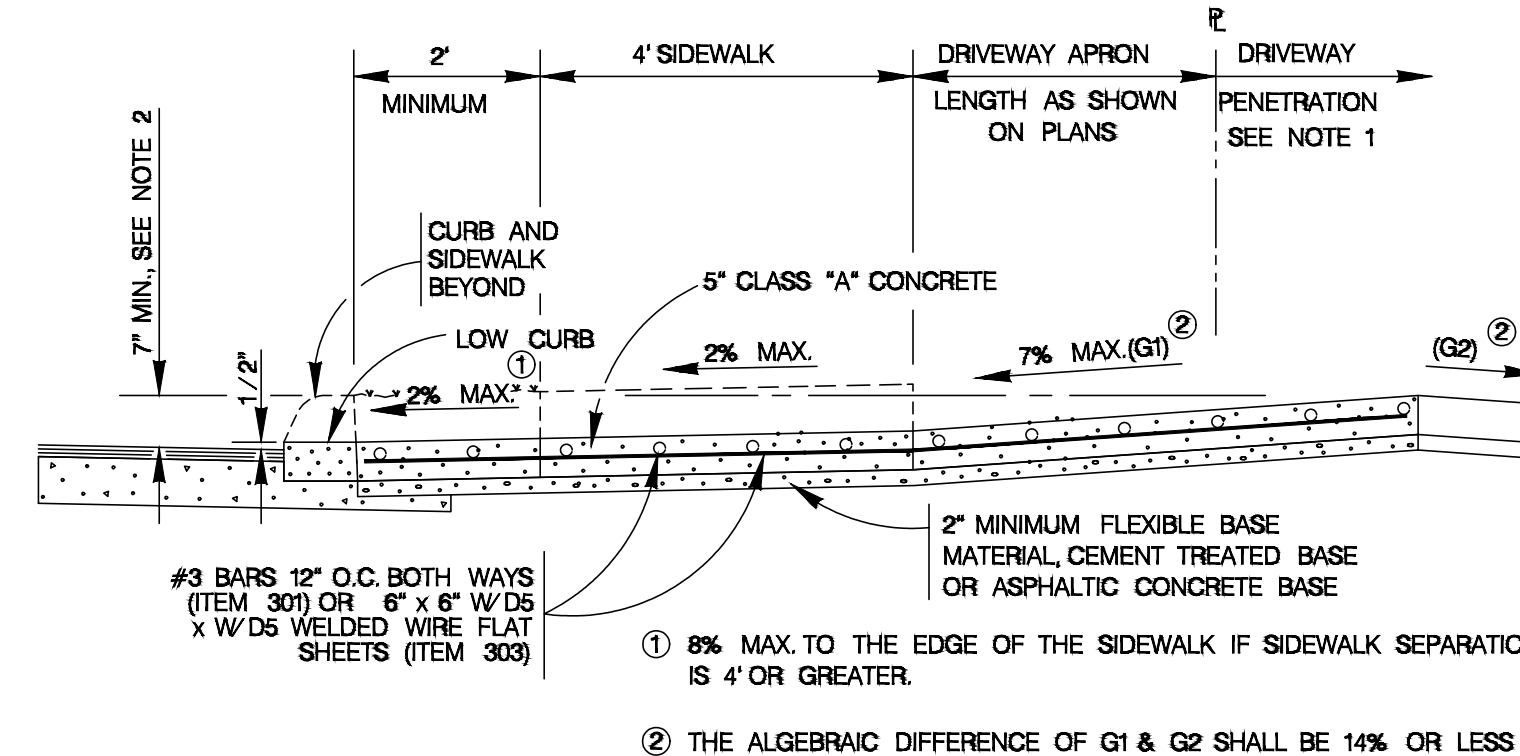 PL
2' 4' SIDEWALK DRIVEWAY APRON DRIVEWAY
MINIMUM LENGTH AS SHOWN PENETRATION
ON PLANS SEE NOTE 1
7" MIN., SEE NOTE 2
CURB AND
SIDEWALK
BEYOND
5" CLASS "A" CONCRETE
LOW CURB
1/2"
2% MAX. ①
2% MAX.
7% MAX. (G1) ②
(G2) ②
2" MINIMUM FLEXIBLE BASE
MATERIAL, CEMENT TREATED BASE
OR ASPHALTIC CONCRETE BASE
#3 BARS 12" O.C. BOTH WAYS
(ITEM 301) OR 6" x 6" W/D5
x W/D5 WELDED WIRE FLAT
SHEETS (ITEM 303)
① 8% MAX. TO THE EDGE OF THE SIDEWALK IF SIDEWALK SEPARATIO
IS 4' OR GREATER.
② THE ALGEBRAIC DIFFERENCE OF G1 & G2 SHALL BE 14% OR LESS